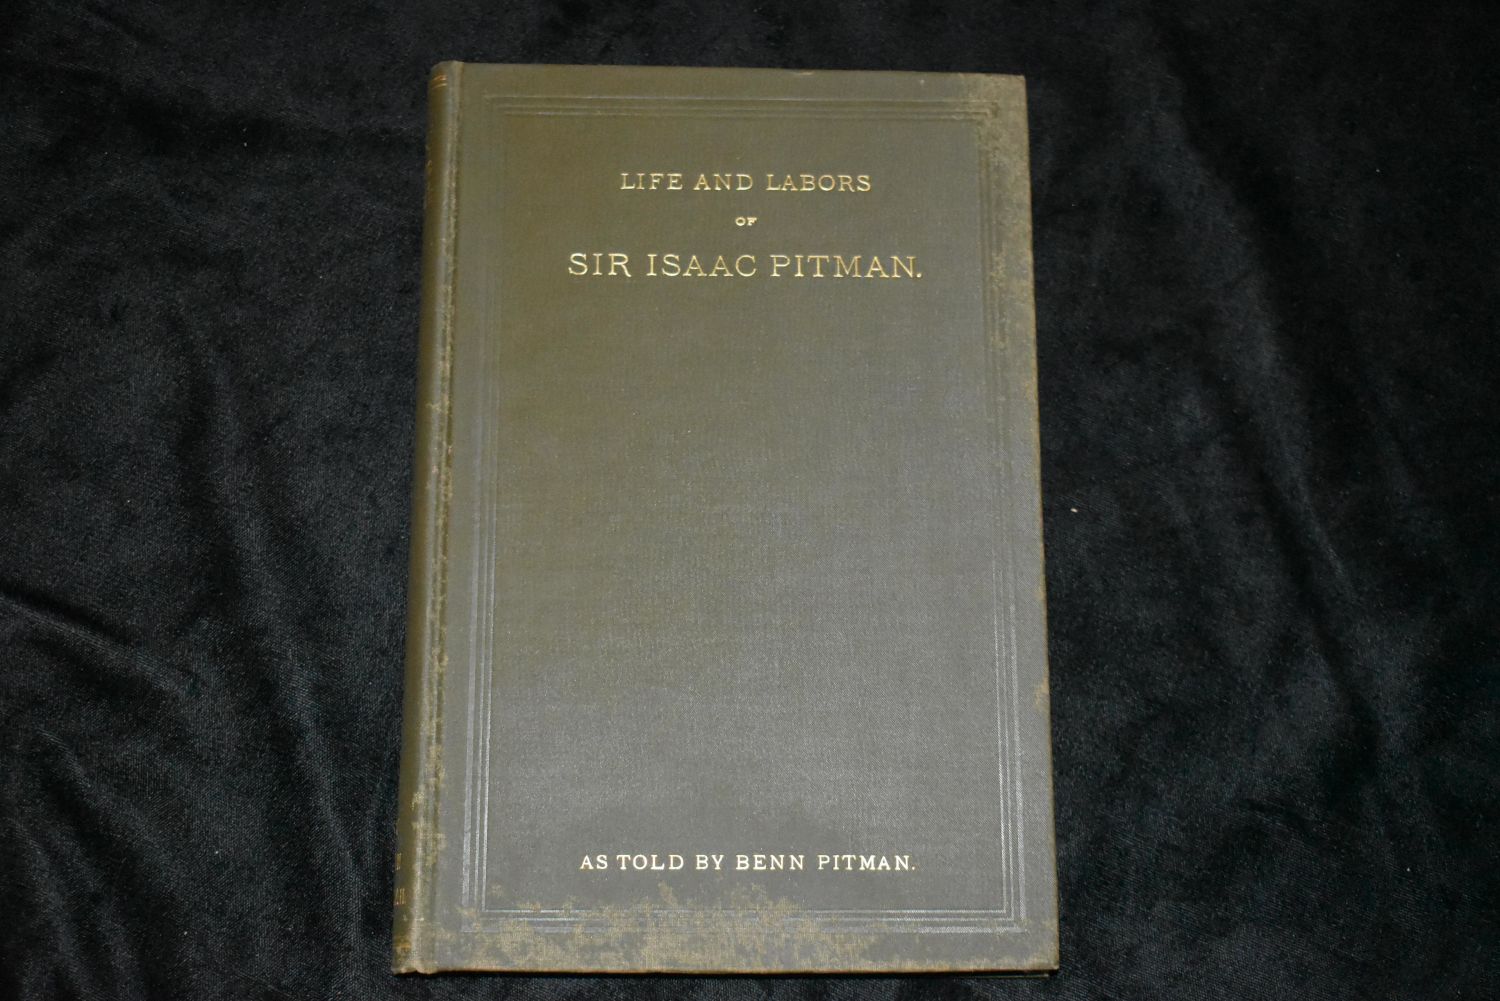 LIFE AND LABORS
OF
SIR ISAAC PITMAN.
AS TOLD BY BENN PITMAN.